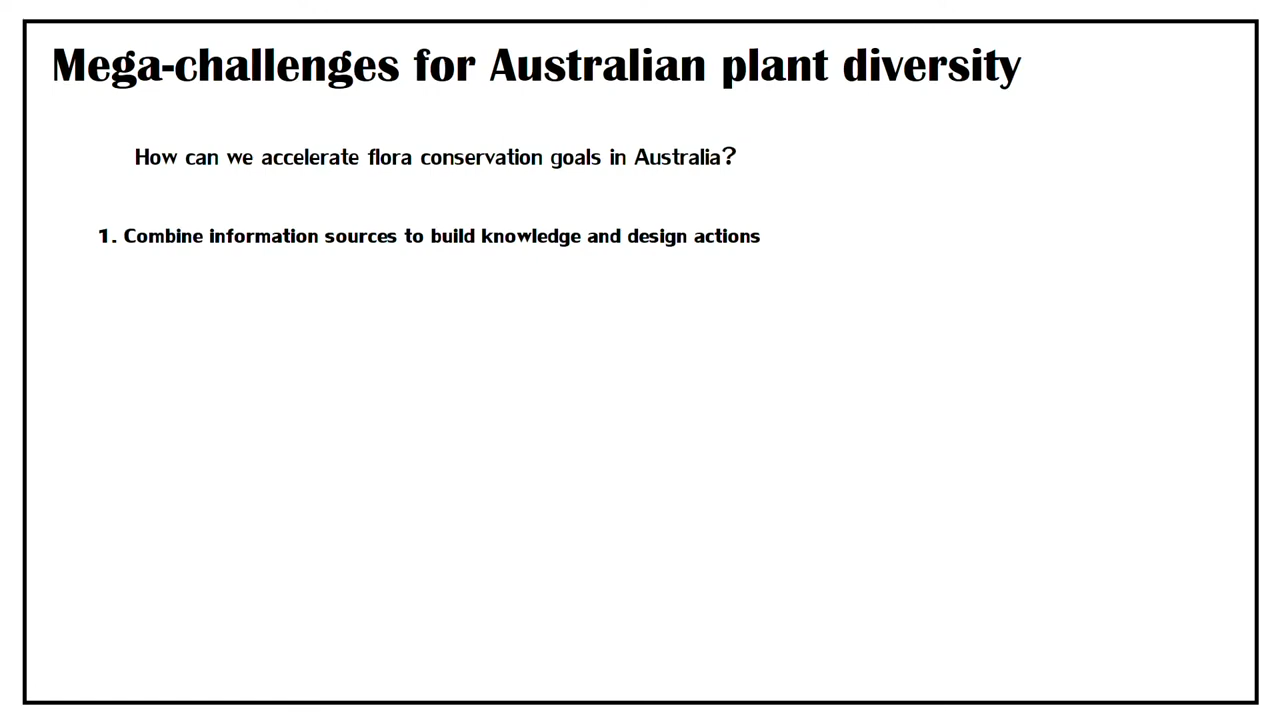 Mega-challenges for Australian plant diversity
How can we accelerate flora conservation goals in Australia?
1. Combine information sources to build knowledge and design actions